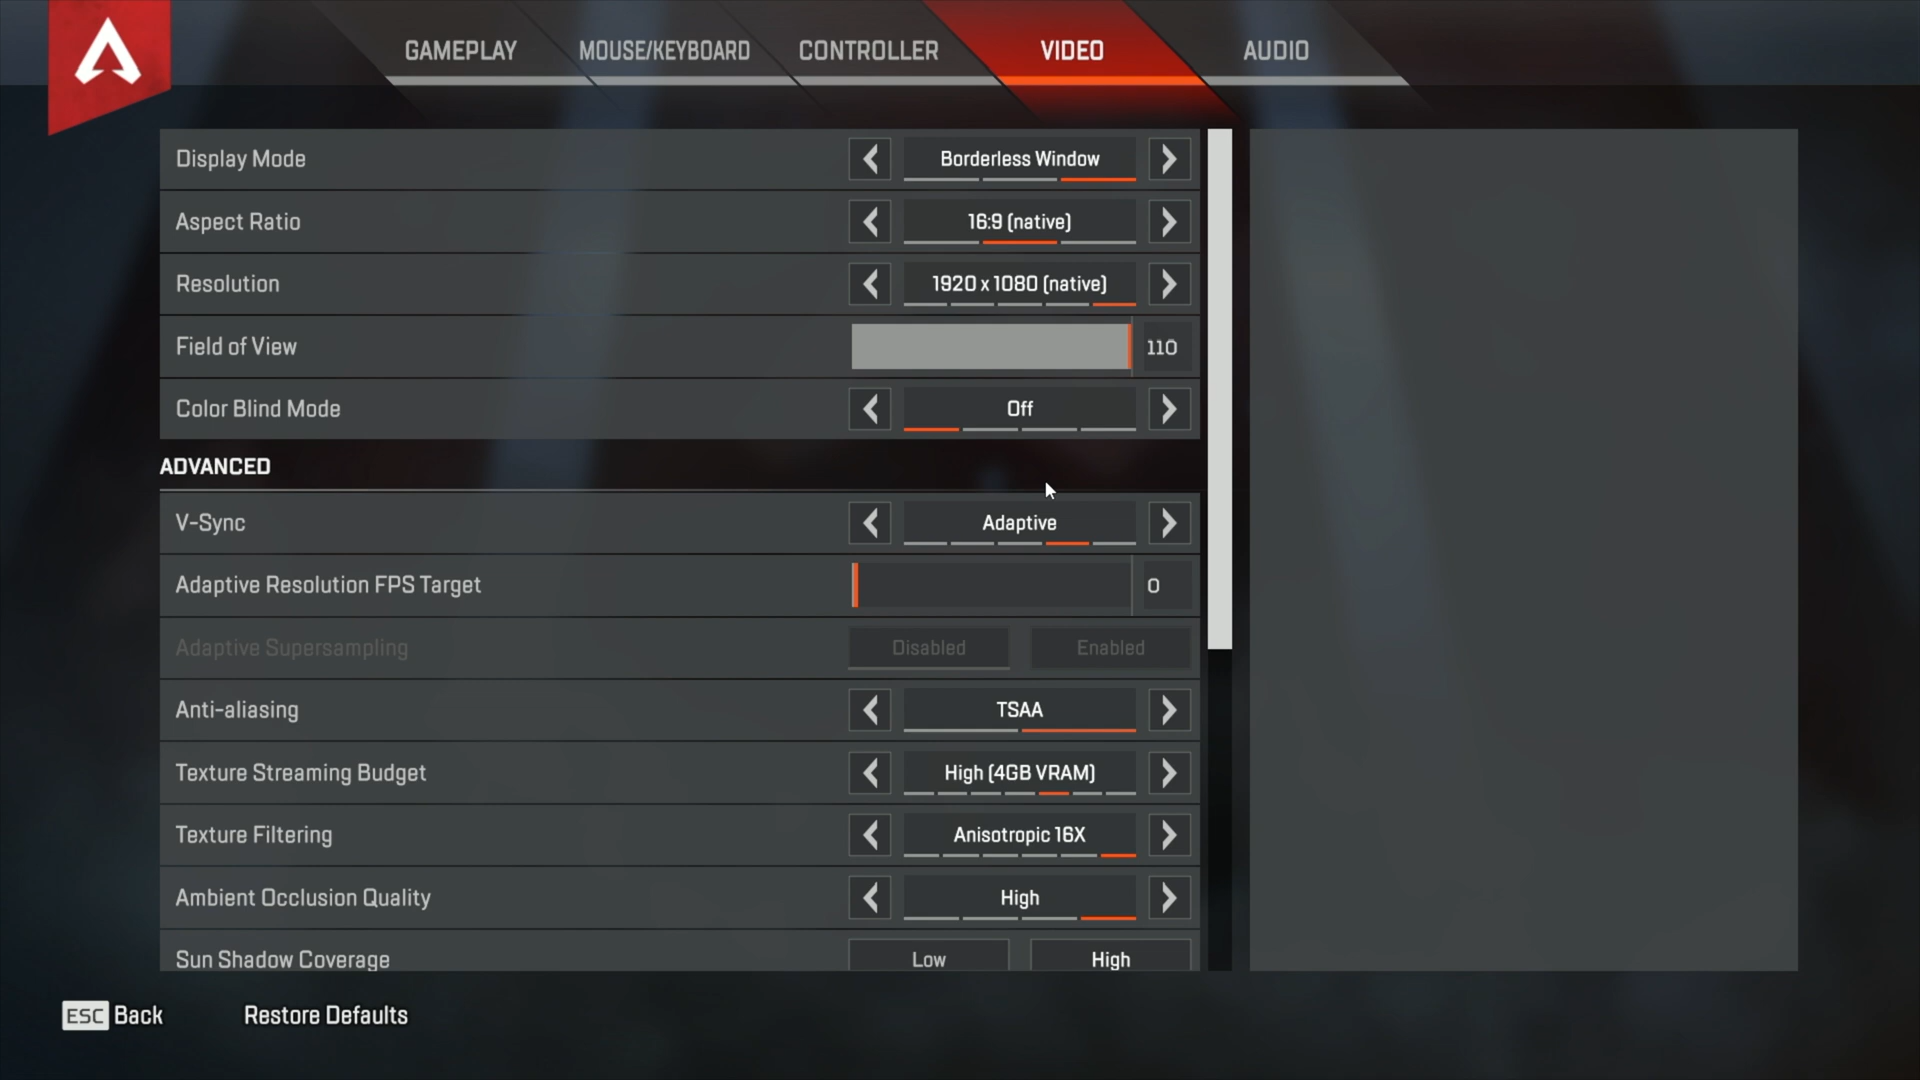 GAMEPLAY MOUSE/KEYBOARD CONTROLLER VIDEO AUDIO
Display Mode Borderless Window
Aspect Ratio 16:9 (native)
Resolution 1920 x 1080 (native)
Field of View 110
Color Blind Mode Off
ADVANCED
V-Sync Adaptive
Adaptive Resolution FPS Target 0
Adaptive Supersampling Disabled Enabled
Anti-aliasing TSAA
Texture Streaming Budget High (4GB VRAM)
Texture Filtering Anisotropic 16X
Ambient Occlusion Quality High
Sun Shadow Coverage Low High
ESC Back Restore Defaults